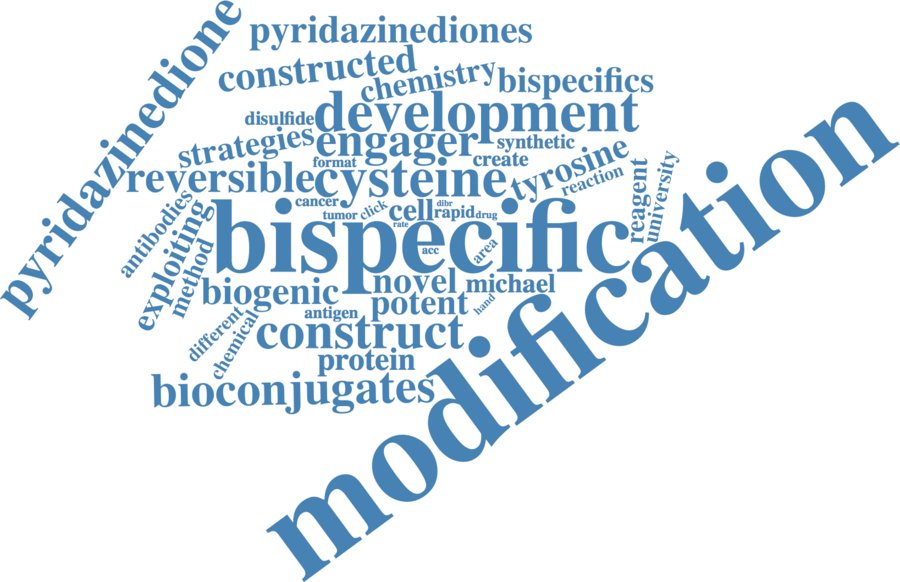 pyridazinedione
pyridazinediones
constructed
chemistry
bispecifics
disulfide
development
strategies
engager
synthetic
format
create
tyrosine
reaction
reversible
cysteine
cancer
tumor
click
cell
dibr
rapid
drug
rate
reagent
university
antibodies
exploiting
method
bispecific
acc
area
modification
biogenic
novel
michael
potent
hand
antigen
different
chemical
construct
protein
bioconjugates